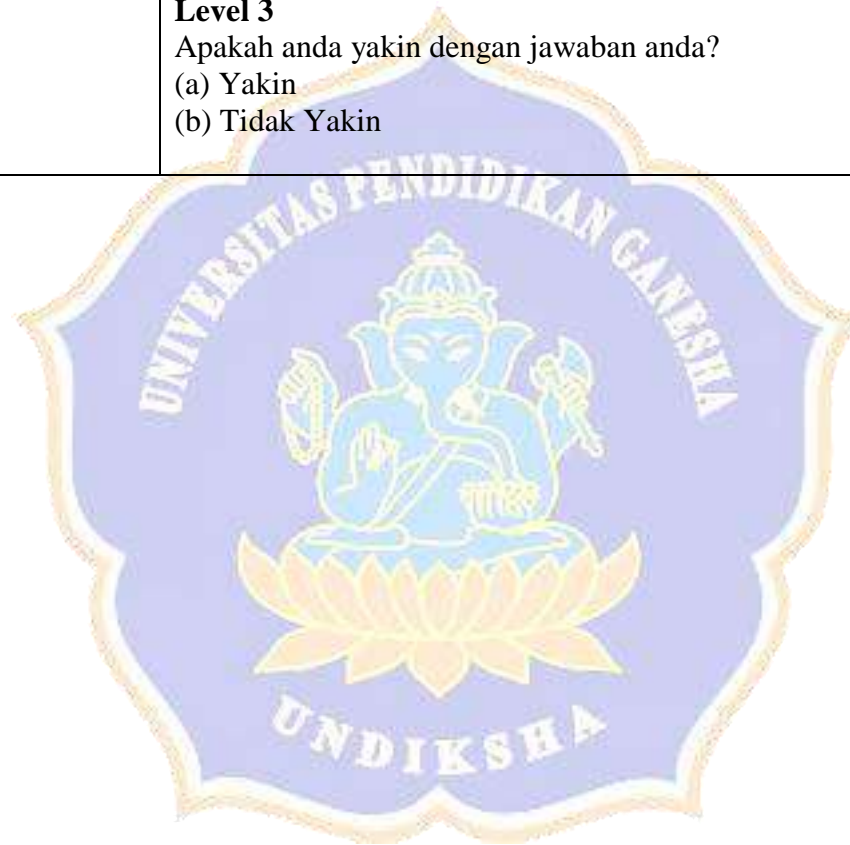 Level 3
Apakah anda yakin dengan jawaban anda?
(a) Yakin
(b) Tidak Yakin
UNIVERSITAS PENDIDIKAN GANESHA
UNDIKSHA